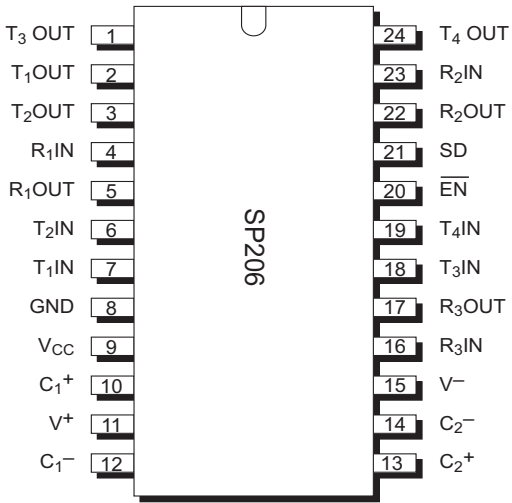 T₃ OUT 1 24 T₄ OUT
T₁OUT 2 23 R₂IN
T₂OUT 3 22 R₂OUT
R₁IN 4 21 SD
R₁OUT 5 20 E̅N̅
T₂IN 6 19 T₄IN
T₁IN 7 18 T₃IN
GND 8 17 R₃OUT
VCC 9 16 R₃IN
C₁⁺ 10 15 V⁻
V⁺ 11 14 C₂⁻
C₁⁻ 12 13 C₂⁺
SP206